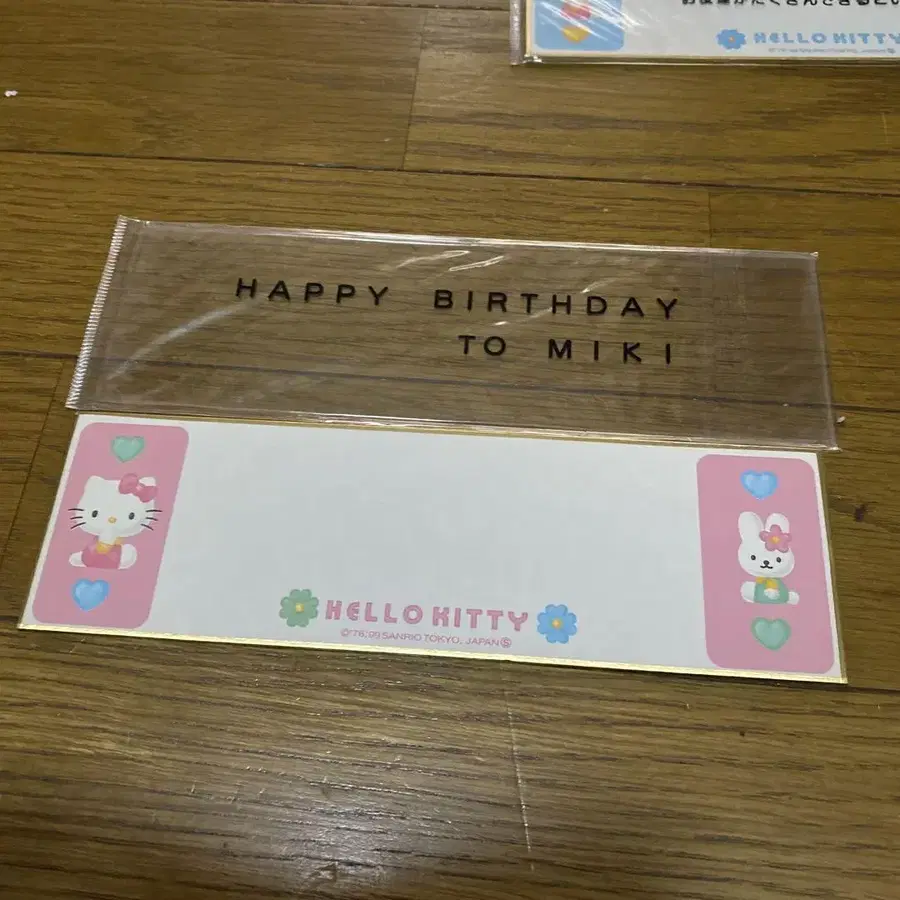 HELLO KITTY
HAPPY BIRTHDAY
TO MIKI
HELLO KITTY
©'76,'99 SANRIO TOKYO, JAPAN Ⓢ